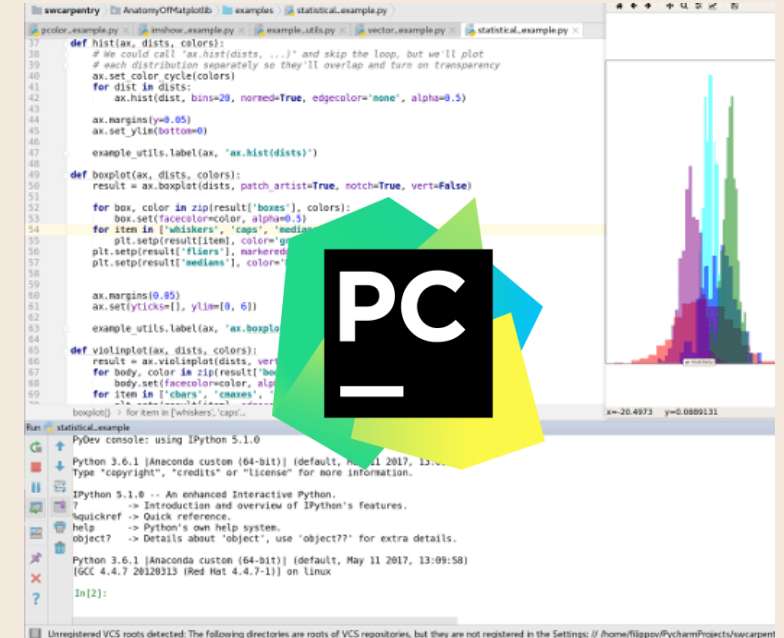 swcarpentry AnatomyOfMatplotlib examples statistical_example.py
pcolor_example.py imshow_example.py example_utils.py vector_example.py statistical_example.py
37 def hist(ax, dists, colors):
38 # We could call "ax.hist(dists, ...)" and skip the loop, but we'll plot
39 # each distribution separately so they'll overlap and turn on transparency
40 ax.set_color_cycle(colors)
41 for dist in dists:
42 ax.hist(dist, bins=20, normed=True, edgecolor='none', alpha=0.5)
43
44 ax.margins(y=0.05)
45 ax.set_ylim(bottom=0)
46
47 example_utils.label(ax, 'ax.hist(dists)')
48
49 def boxplot(ax, dists, colors):
50 result = ax.boxplot(dists, patch_artist=True, notch=True, vert=False)
51
52 for box, color in zip(result['boxes'], colors):
53 box.set(facecolor=color, alpha=0.5)
54 for item in ['whiskers', 'caps', 'median
55 plt.setp(result[item], color='g
56 plt.setp(result['fliers'], markered
57 plt.setp(result['medians'], color='
58
59
60 ax.margins(0.05)
61 ax.set(yticks=[], ylim=[0, 6])
62
63 example_utils.label(ax, 'ax.boxplo
64
65 def violinplot(ax, dists, colors):
66 result = ax.violinplot(dists, vert
67 for body, color in zip(result['bo
68 body.set(facecolor=color, alp
69 for item in ['cbars', 'cmaxes', '
boxplot() for item in ['whiskers', 'caps'...
x=-20.4973 y=0.0889131
PC
Run statistical_example
PyDev console: using IPython 5.1.0
Python 3.6.1 |Anaconda custom (64-bit)| (default, May 11 2017, 13:0
Type "copyright", "credits" or "license" for more information.
IPython 5.1.0 -- An enhanced Interactive Python.
? -> Introduction and overview of IPython's features.
%quickref -> Quick reference.
help -> Python's own help system.
object? -> Details about 'object', use 'object??' for extra details.
Python 3.6.1 |Anaconda custom (64-bit)| (default, May 11 2017, 13:09:58)
[GCC 4.4.7 20120313 (Red Hat 4.4.7-1)] on linux
In[2]:
Unregistered VCS roots detected: The following directories are roots of VCS repositories, but they are not registered in the Settings: // /home/filippov/PycharmProjects/swcarpent